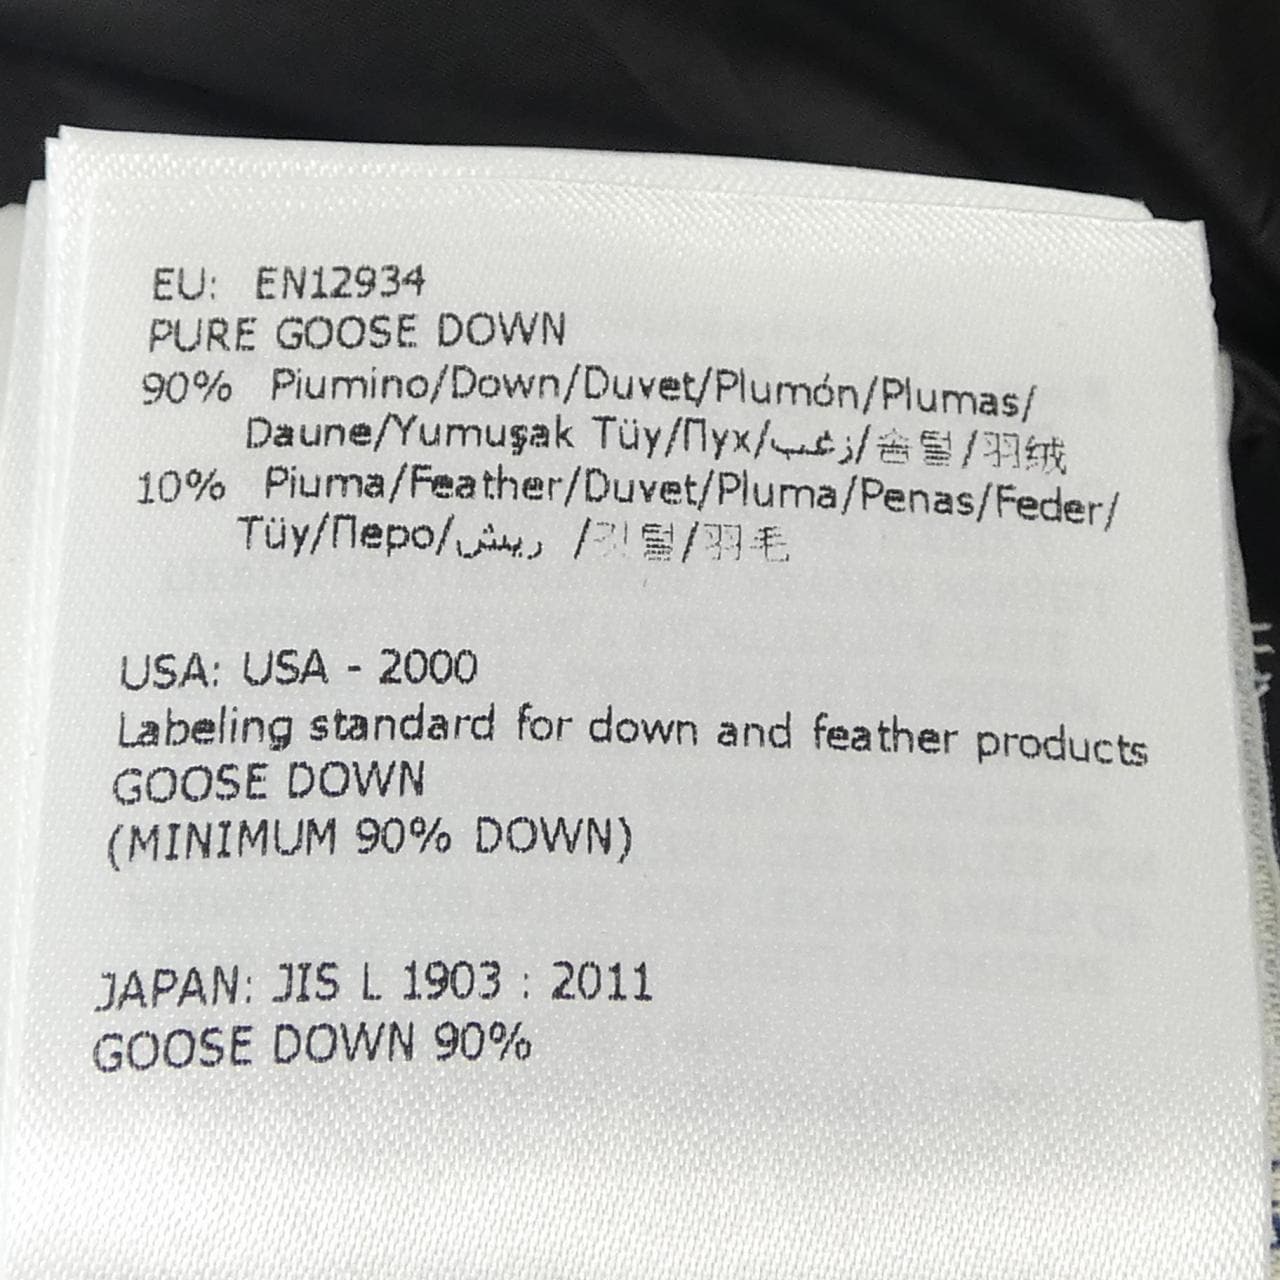 EU: EN12934
PURE GOOSE DOWN
90% Piumino/Down/Duvet/Plumón/Plumas/
Daune/Yumuşak Tüy/Пух/زغب/솜털/羽绒
10% Piuma/Feather/Duvet/Pluma/Penas/Feder/
Tüy/Перо/ريش /깃털/羽毛
USA: USA - 2000
Labeling standard for down and feather products
GOOSE DOWN
(MINIMUM 90% DOWN)
JAPAN: JIS L 1903 : 2011
GOOSE DOWN 90%